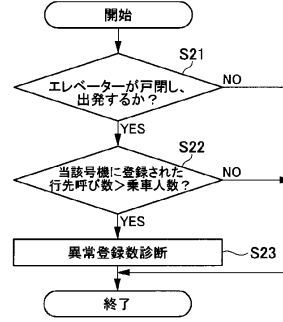 開始
S21
エレベーターが戸閉し、
出発するか？
NO
YES
S22
当該号機に登録された
行先呼び数＞乗車人数？
NO
YES
異常登録数診断
S23
終了